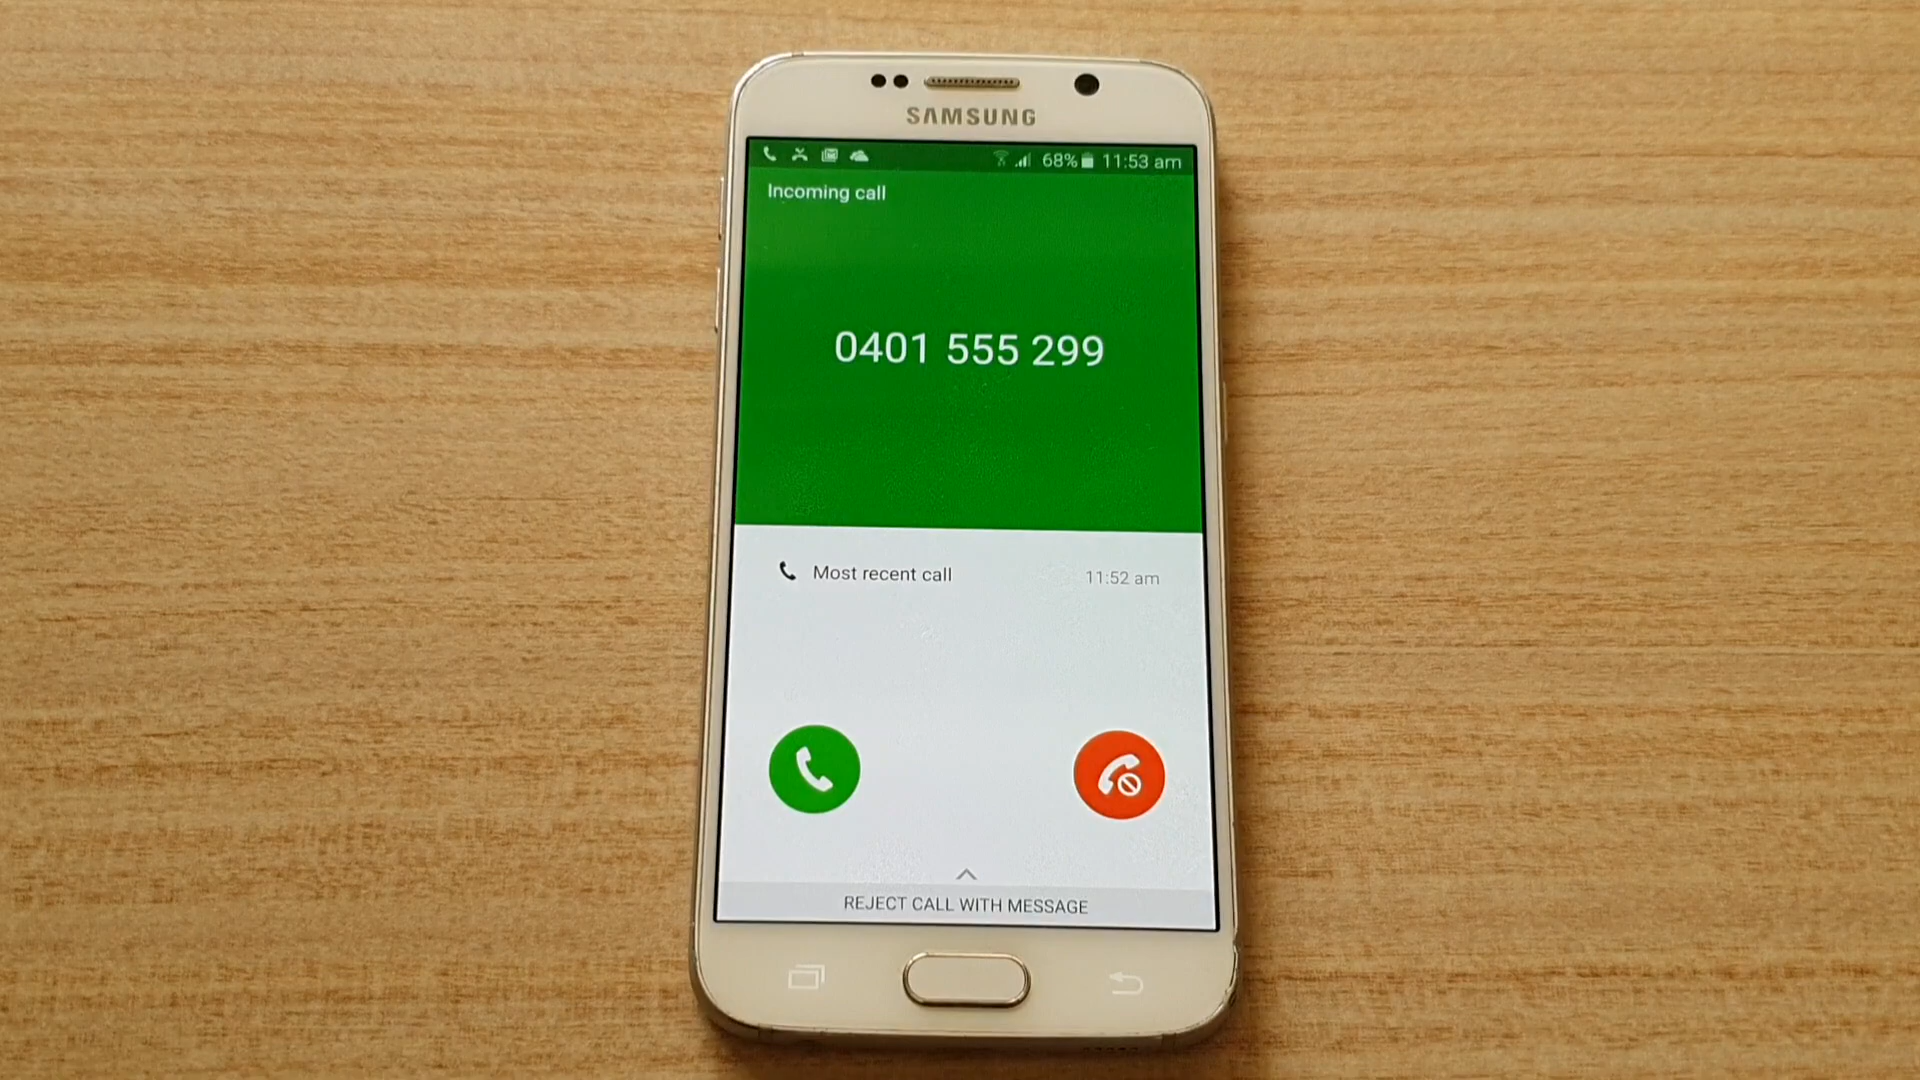 SAMSUNG
68% 11:53 am
Incoming call
0401 555 299
Most recent call 11:52 am
REJECT CALL WITH MESSAGE